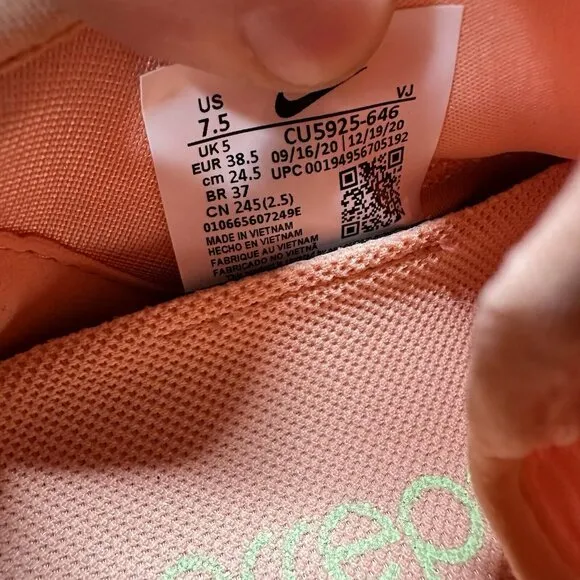 US
7.5
VJ
UK 5
CU5925-646
EUR 38.5
09/16/20 | 12/19/20
cm 24.5
UPC 00194956705192
BR 37
CN 245(2.5)
010665607249E
MADE IN VIETNAM
HECHO EN VIETNAM
FABRIQUE AU VIETNAM
FABRICADO NO VIETNÃ